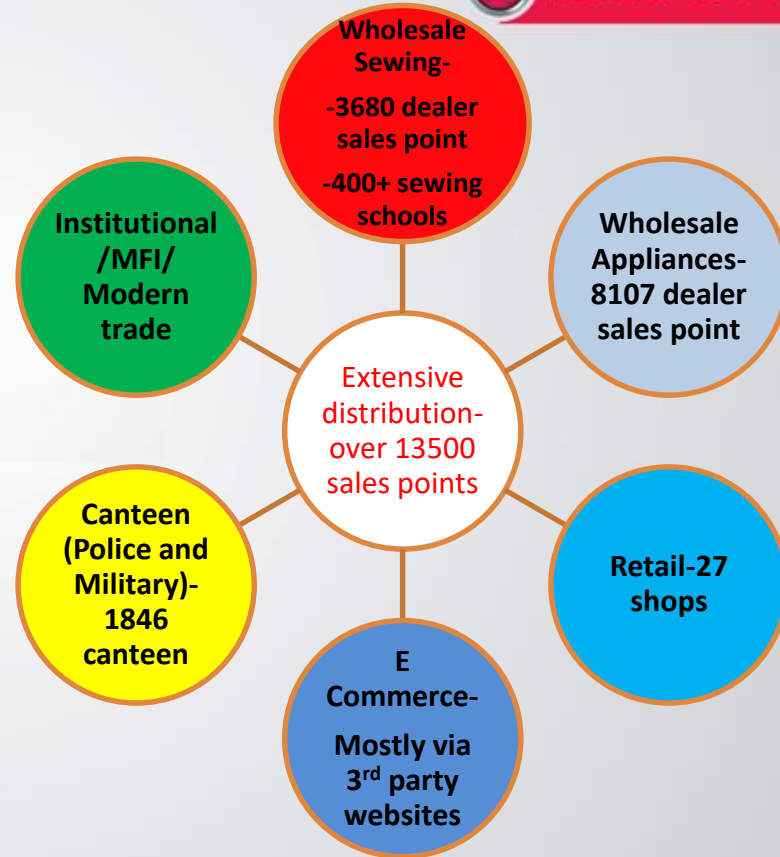 Wholesale
Sewing-
-3680 dealer
sales point
-400+ sewing
schools
Institutional
/MFI/
Modern
trade
Wholesale
Appliances-
8107 dealer
sales point
Extensive
distribution-
over 13500
sales points
Canteen
(Police and
Military)-
1846
canteen
Retail-27
shops
E
Commerce-
Mostly via
3rd party
websites